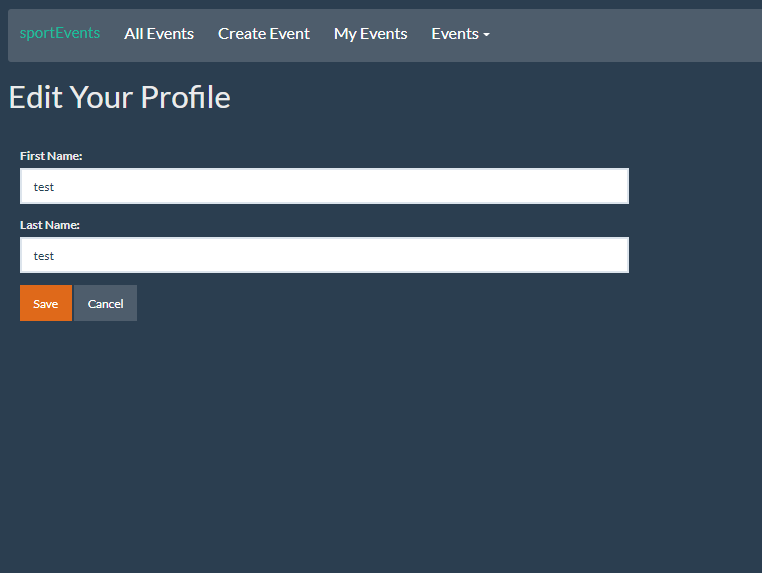 sportEvents All Events Create Event My Events Events
Edit Your Profile
First Name:
test
Last Name:
test
Save Cancel